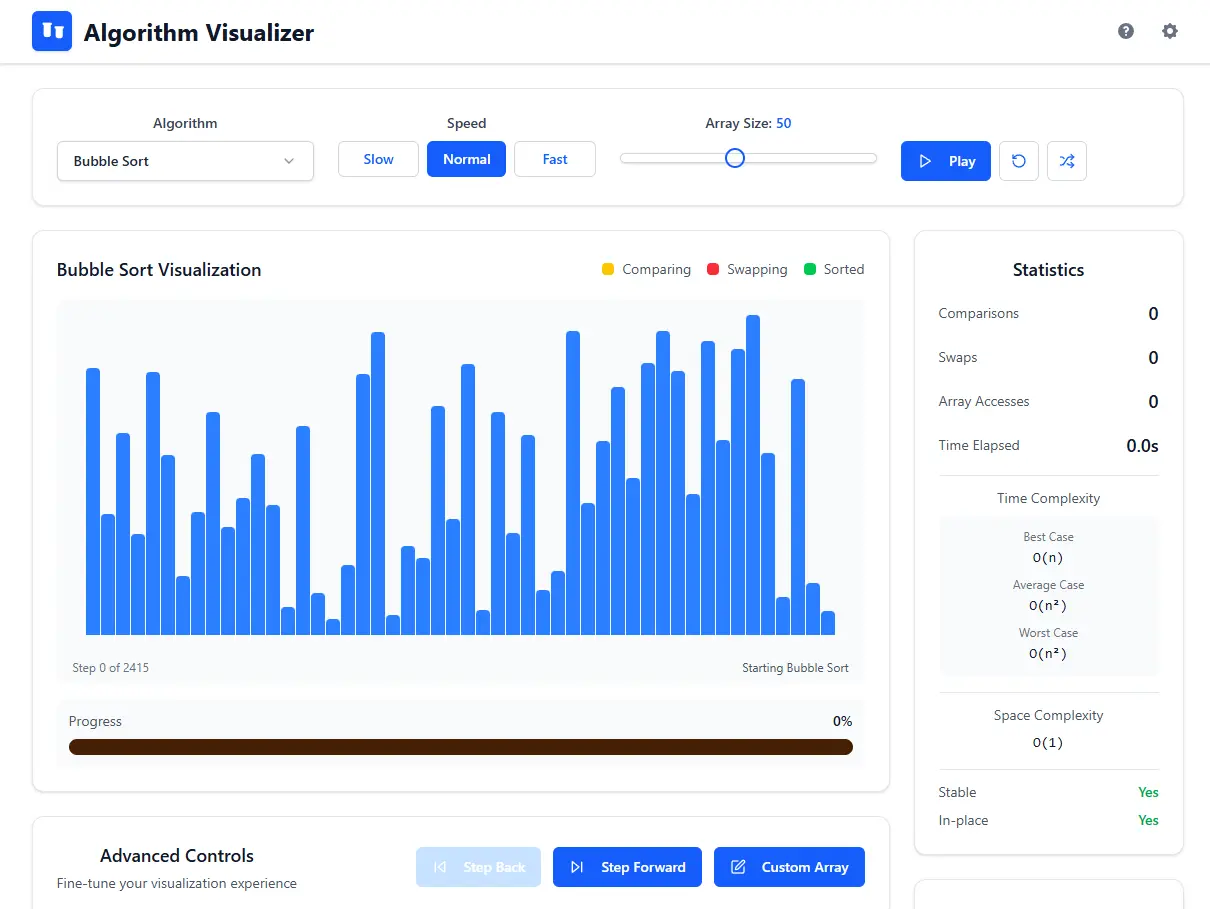 Algorithm Visualizer
Algorithm
Speed
Array Size: 50
Bubble Sort
Slow
Normal
Fast
Play
Bubble Sort Visualization
Comparing
Swapping
Sorted
Step 0 of 2415
Starting Bubble Sort
Progress
0%
Statistics
Comparisons 0
Swaps 0
Array Accesses 0
Time Elapsed 0.0s
Time Complexity
Best Case
O(n)
Average Case
O(n²)
Worst Case
O(n²)
Space Complexity
O(1)
Stable Yes
In-place Yes
Advanced Controls
Fine-tune your visualization experience
Step Back
Step Forward
Custom Array